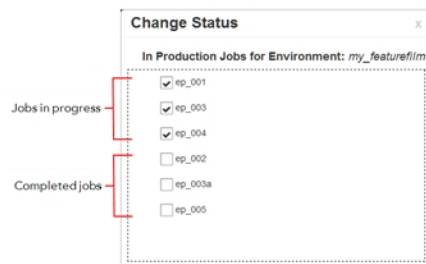 Change Status x
In Production Jobs for Environment: my_featurefilm
ep_001
Jobs in progress
ep_003
ep_004
ep_002
Completed jobs
ep_003a
ep_005